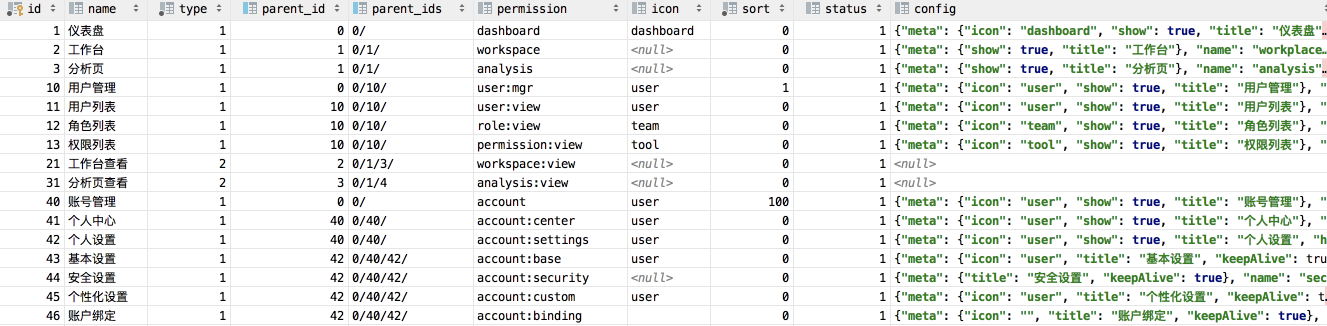 id name type parent_id parent_ids permission icon sort status config
1 仪表盘 1 0 0/ dashboard dashboard 0 1 {"meta": {"icon": "dashboard", "show": true, "title": "仪表盘"…
2 工作台 1 1 0/1/ workspace <null> 0 1 {"meta": {"show": true, "title": "工作台"}, "name": "workplace…
3 分析页 1 1 0/1/ analysis <null> 0 1 {"meta": {"show": true, "title": "分析页"}, "name": "analysis"…
10 用户管理 1 0 0/10/ user:mgr user 1 1 {"meta": {"icon": "user", "show": true, "title": "用户管理"}, "
11 用户列表 1 10 0/10/ user:view user 0 1 {"meta": {"icon": "user", "show": true, "title": "用户列表"}, "
12 角色列表 1 10 0/10/ role:view team 0 1 {"meta": {"icon": "team", "show": true, "title": "角色列表"}, "
13 权限列表 1 10 0/10/ permission:view tool 0 1 {"meta": {"icon": "tool", "show": true, "title": "权限列表"}, "
21 工作台查看 2 2 0/1/3/ workspace:view <null> 0 1 <null>
31 分析页查看 2 3 0/1/4 analysis:view <null> 0 1 <null>
40 账号管理 1 0 0/ account user 100 1 {"meta": {"icon": "user", "show": true, "title": "账号管理"}, "
41 个人中心 1 40 0/40/ account:center user 0 1 {"meta": {"icon": "user", "show": true, "title": "个人中心"}, "
42 个人设置 1 40 0/40/ account:settings user 0 1 {"meta": {"icon": "user", "show": true, "title": "个人设置", "h
43 基本设置 1 42 0/40/42/ account:base user 0 1 {"meta": {"icon": "user", "title": "基本设置", "keepAlive": tru
44 安全设置 1 42 0/40/42/ account:security <null> 0 1 {"meta": {"title": "安全设置", "keepAlive": true}, "name": "sec
45 个性化设置 1 42 0/40/42/ account:custom user 0 1 {"meta": {"icon": "user", "title": "个性化设置", "keepAlive": t…
46 账户绑定 1 42 0/40/42/ account:binding 0 1 {"meta": {"icon": "", "title": "账户绑定", "keepAlive": true},